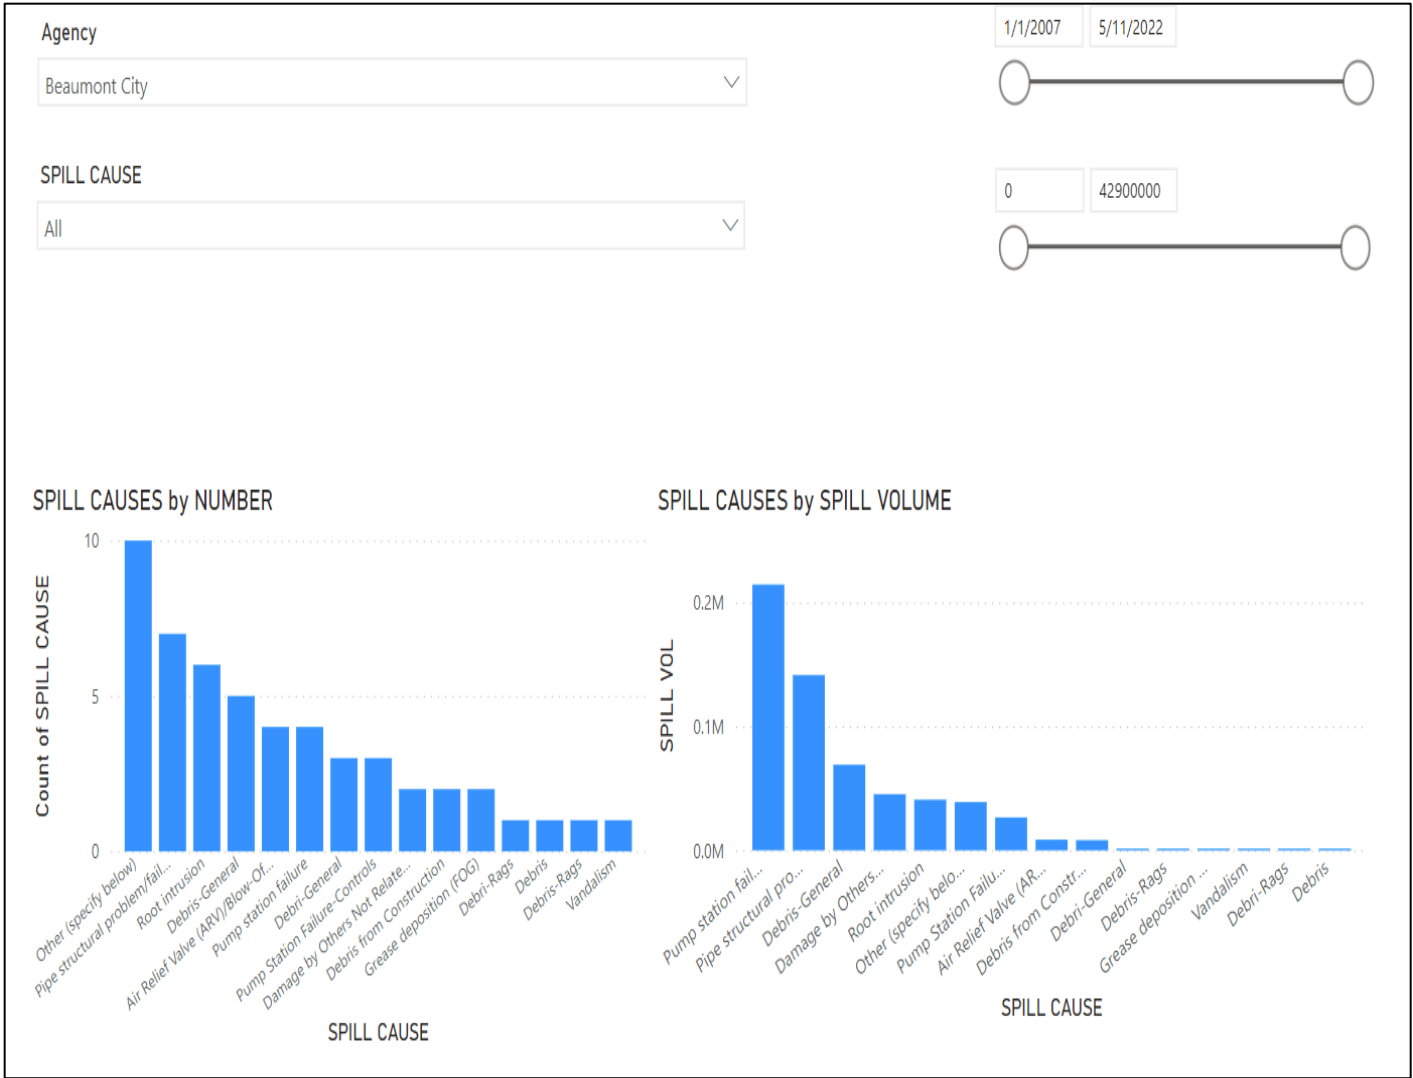 Agency
1/1/2007
5/11/2022
Beaumont City
SPILL CAUSE
0
42900000
All
SPILL CAUSES by NUMBER
Count of SPILL CAUSE
10
5
0
Other (specify below)
Pipe structural problem/fail...
Root intrusion
Debris-General
Air Relief Valve (ARV)/Blow-Of...
Pump station failure
Debri-General
Pump Station Failure-Controls
Damage by Others Not Relate...
Debris from Construction
Grease deposition (FOG)
Debri-Rags
Debris
Debris-Rags
Vandalism
SPILL CAUSE
SPILL CAUSES by SPILL VOLUME
SPILL VOL
0.2M
0.1M
0.0M
Pump station fail...
Pipe structural pro...
Debris-General
Damage by Others...
Root intrusion
Other (specify belo...
Pump Station Failu...
Air Relief Valve (AR...
Debris from Constr...
Debri-General
Debris-Rags
Grease deposition ...
Vandalism
Debri-Rags
Debris
SPILL CAUSE